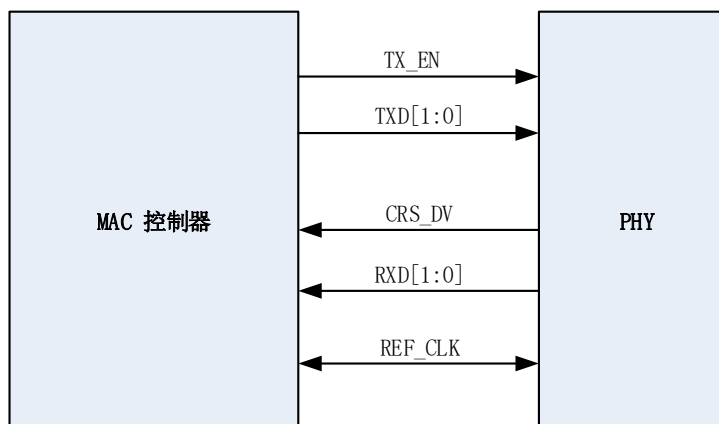 TX_EN
TXD[1:0]
MAC 控制器
CRS_DV
PHY
RXD[1:0]
REF_CLK